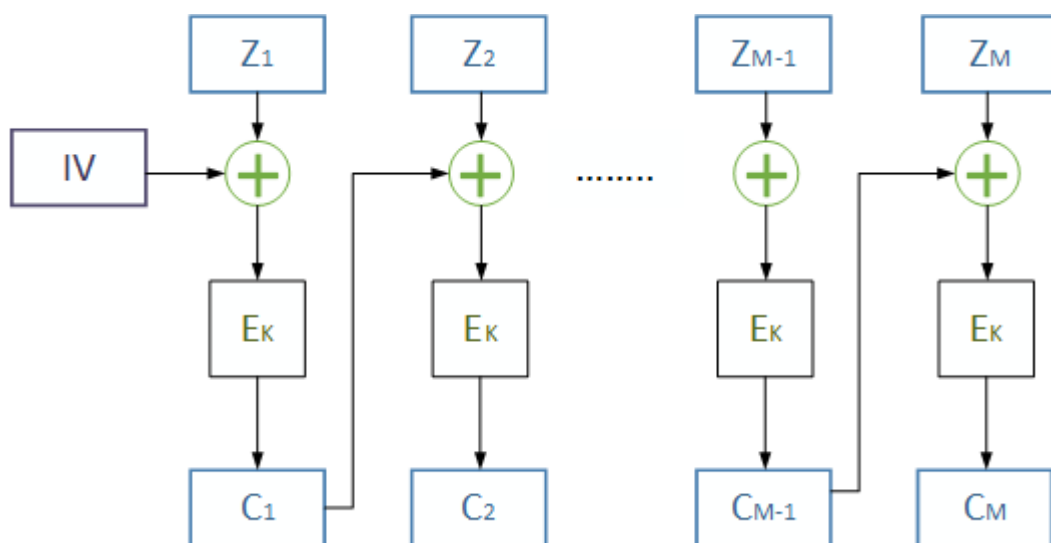 Z1 Z2 ZM-1 ZM
IV ........
EK EK EK EK
C1 C2 CM-1 CM